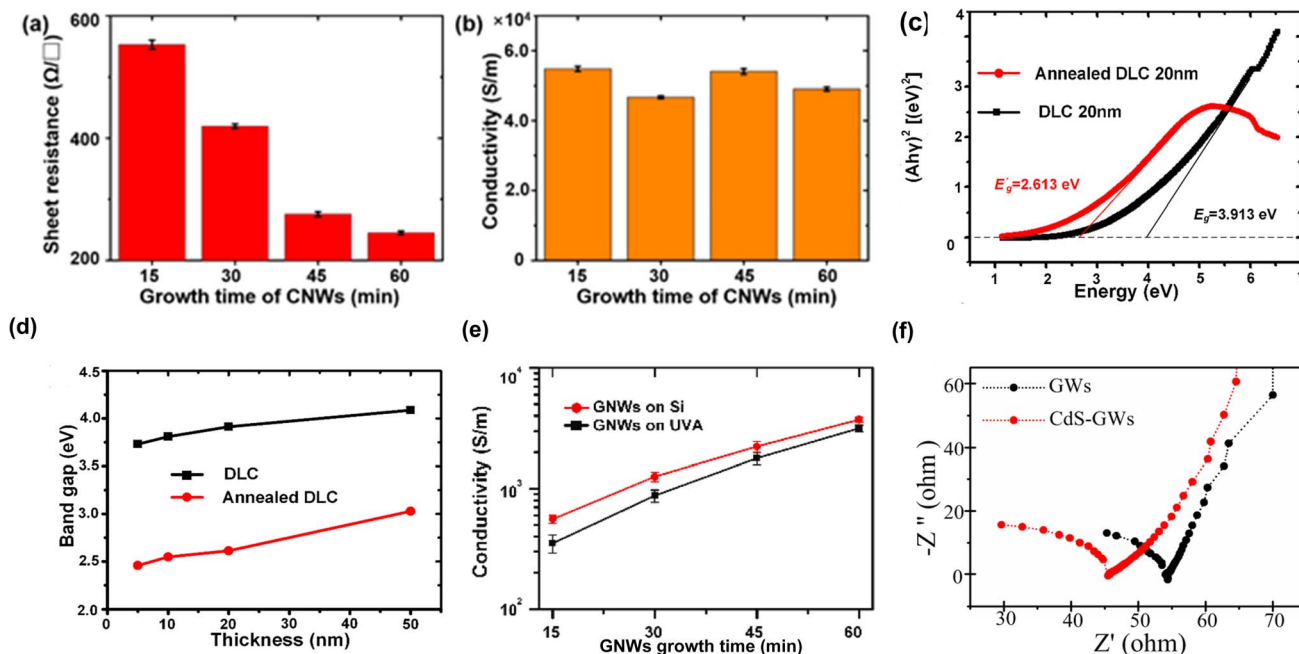 (a)
600
400
200
Sheet resistance (Ω/□)
15 30 45 60
Growth time of CNWs (min)
(b)
×10⁴
6.0
4.0
2.0
0
Conductivity (S/m)
15 30 45 60
Growth time of CNWs (min)
(c)
4
3
2
1
0
(Ahγ)² [(eV)²]
Annealed DLC 20nm
DLC 20nm
E'g=2.613 eV
Eg=3.913 eV
0 1 2 3 4 5 6 7
Energy (eV)
(d)
4.5
4.0
3.75
3.5
3.0
2.5
2.0
Band gap (eV)
DLC
Annealed DLC
0 10 20 30 40 50
Thickness (nm)
(e)
10⁴
10³
10²
Conductivity (S/m)
GNWs on Si
GNWs on UVA
15 30 45 60
GNWs growth time (min)
(f)
60
40
20
0
-Z'' (ohm)
GWs
CdS-GWs
30 40 50 60 70
Z' (ohm)